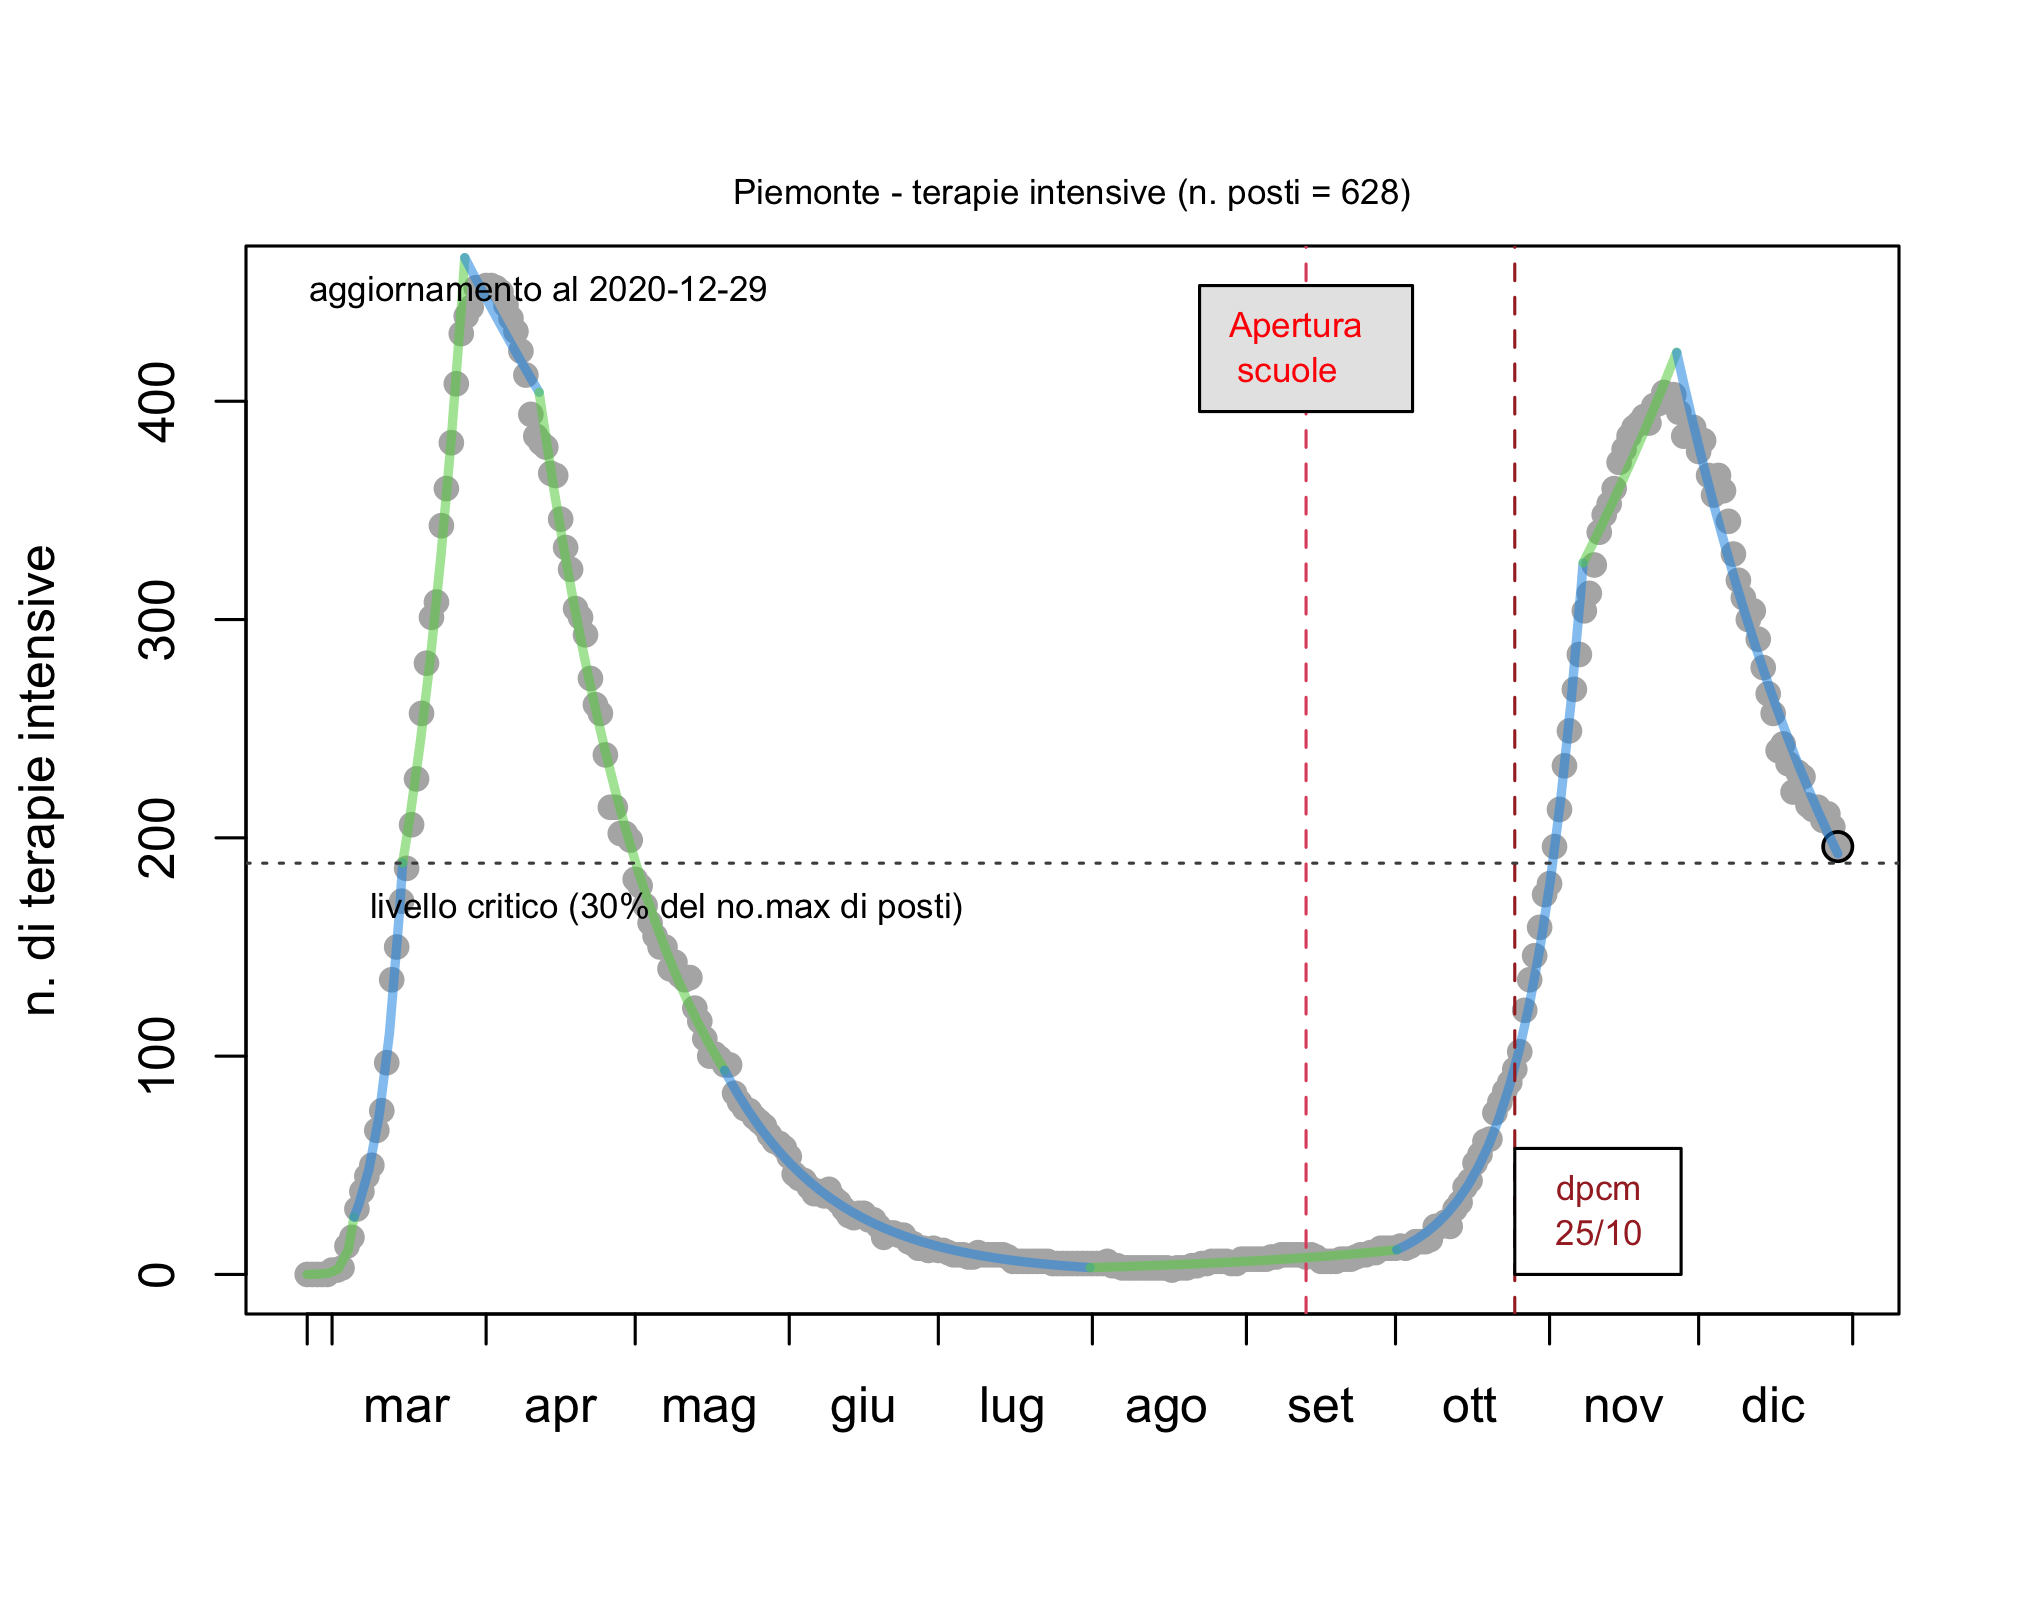 Piemonte - terapie intensive (n. posti = 628)
aggiornamento al 2020-12-29
Apertura
scuole
n. di terapie intensive
400
300
200
100
0
livello critico (30% del no.max di posti)
dpcm
25/10
mar apr mag giu lug ago set ott nov dic